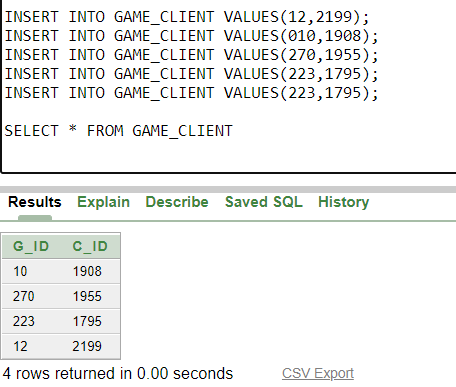 INSERT INTO GAME_CLIENT VALUES(12,2199);
INSERT INTO GAME_CLIENT VALUES(010,1908);
INSERT INTO GAME_CLIENT VALUES(270,1955);
INSERT INTO GAME_CLIENT VALUES(223,1795);
INSERT INTO GAME_CLIENT VALUES(223,1795);
SELECT * FROM GAME_CLIENT
Results Explain Describe Saved SQL History
G_ID C_ID
10 1908
270 1955
223 1795
12 2199
4 rows returned in 0.00 seconds CSV Export